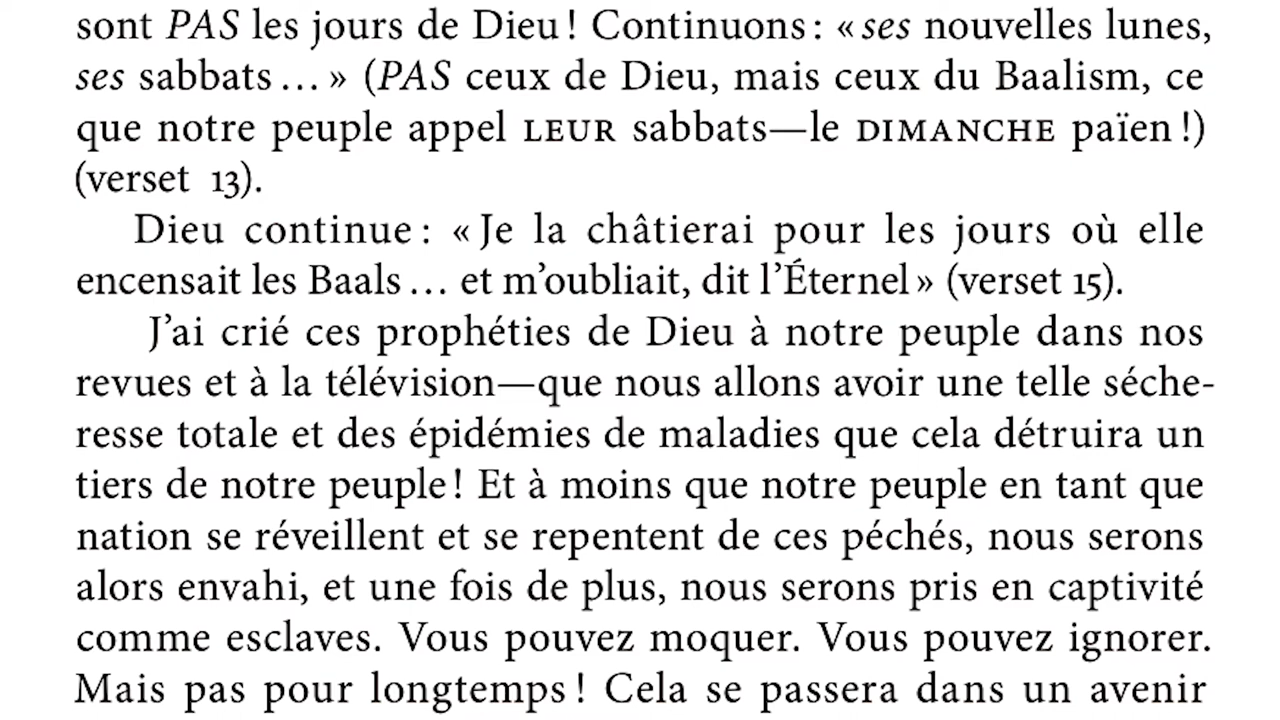 sont PAS les jours de Dieu ! Continuons : « ses nouvelles lunes,
ses sabbats … » (PAS ceux de Dieu, mais ceux du Baalism, ce
que notre peuple appel LEUR sabbats—le DIMANCHE païen !)
(verset 13).
Dieu continue : « Je la châtierai pour les jours où elle
encensait les Baals … et m’oubliait, dit l’Éternel » (verset 15).
J’ai crié ces prophéties de Dieu à notre peuple dans nos
revues et à la télévision—que nous allons avoir une telle séche-
resse totale et des épidémies de maladies que cela détruira un
tiers de notre peuple ! Et à moins que notre peuple en tant que
nation se réveillent et se repentent de ces péchés, nous serons
alors envahi, et une fois de plus, nous serons pris en captivité
comme esclaves. Vous pouvez moquer. Vous pouvez ignorer.
Mais pas pour longtemps ! Cela se passera dans un avenir